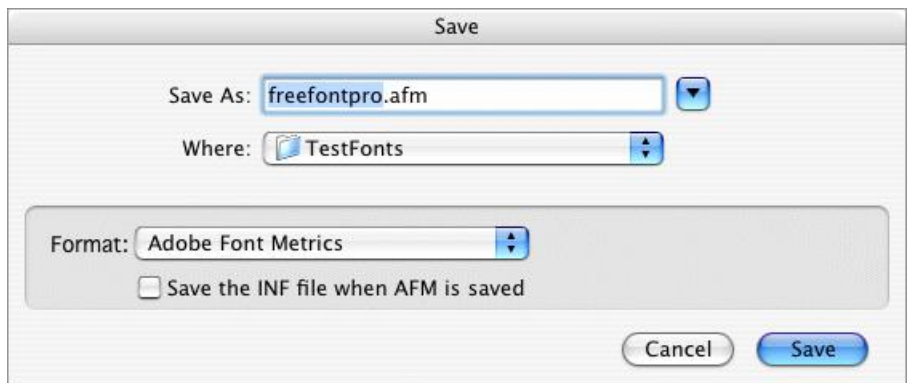 Save
Save As: freefontpro.afm
Where: TestFonts
Format: Adobe Font Metrics
Save the INF file when AFM is saved
Cancel Save